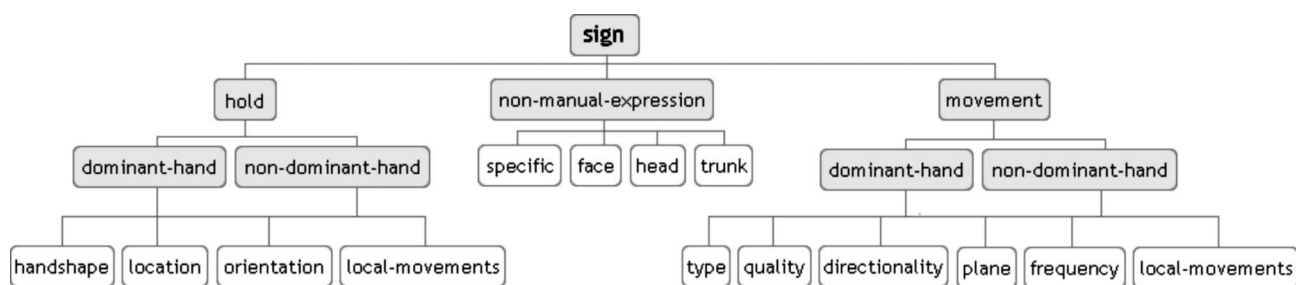 sign
hold non-manual-expression movement
dominant-hand non-dominant-hand specific face head trunk dominant-hand non-dominant-hand
handshape location orientation local-movements type quality directionality plane frequency local-movements